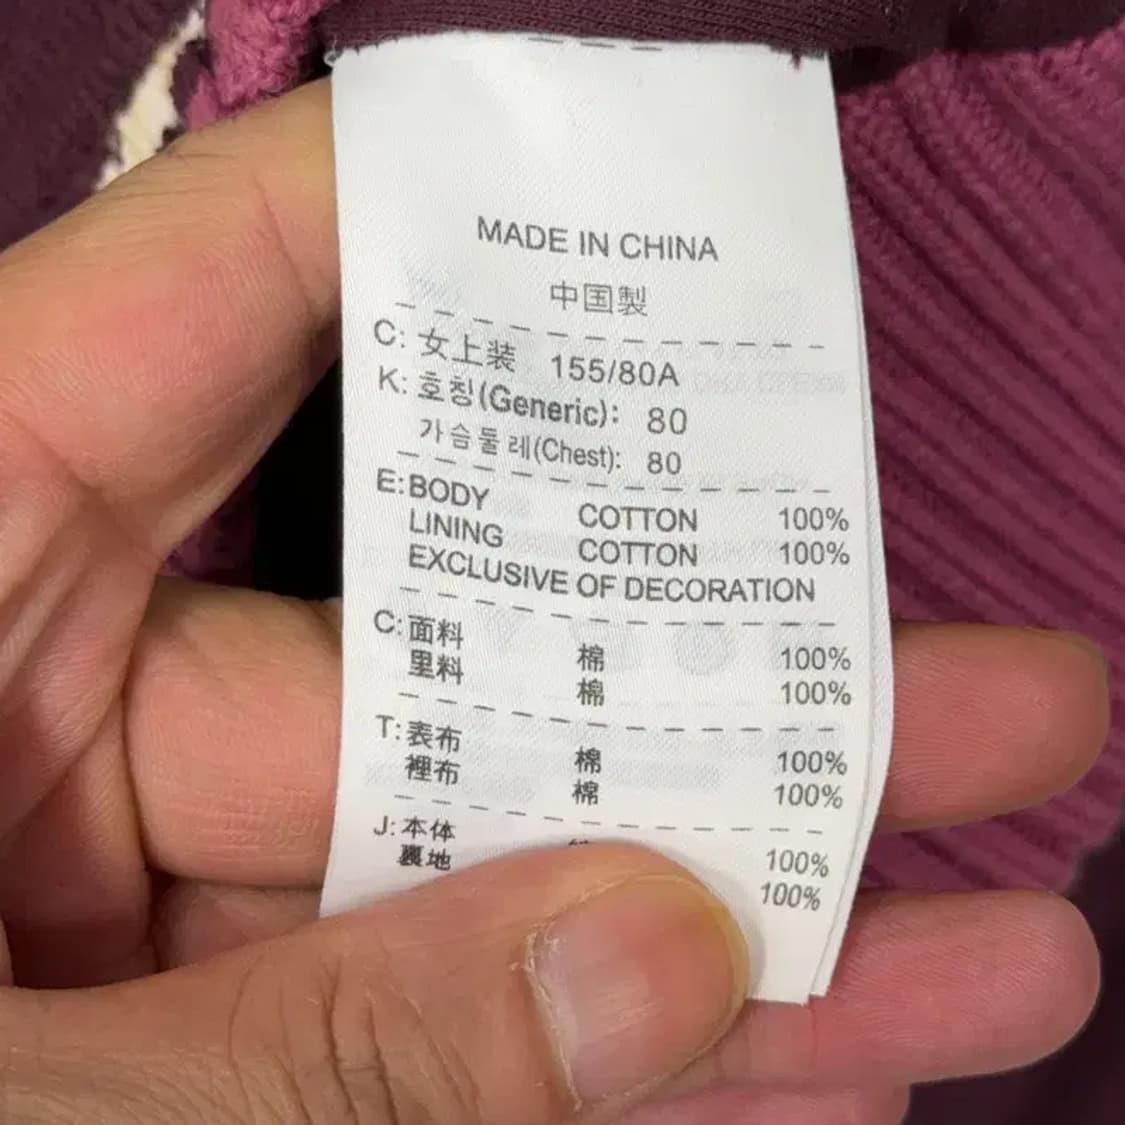 MADE IN CHINA
中国製
C: 女上装 155/80A
K: 호칭(Generic): 80
가슴둘레(Chest): 80
E:BODY COTTON 100%
LINING COTTON 100%
EXCLUSIVE OF DECORATION
C:面料 棉 100%
里料 棉 100%
T:表布 棉 100%
裡布 棉 100%
J:本体 100%
裏地 100%